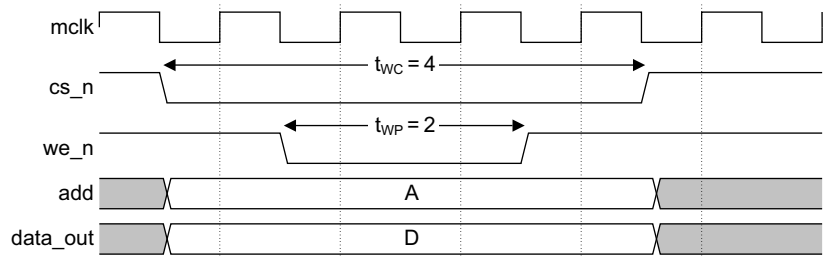 mclk
t_WC = 4
cs_n
t_WP = 2
we_n
add A
data_out D